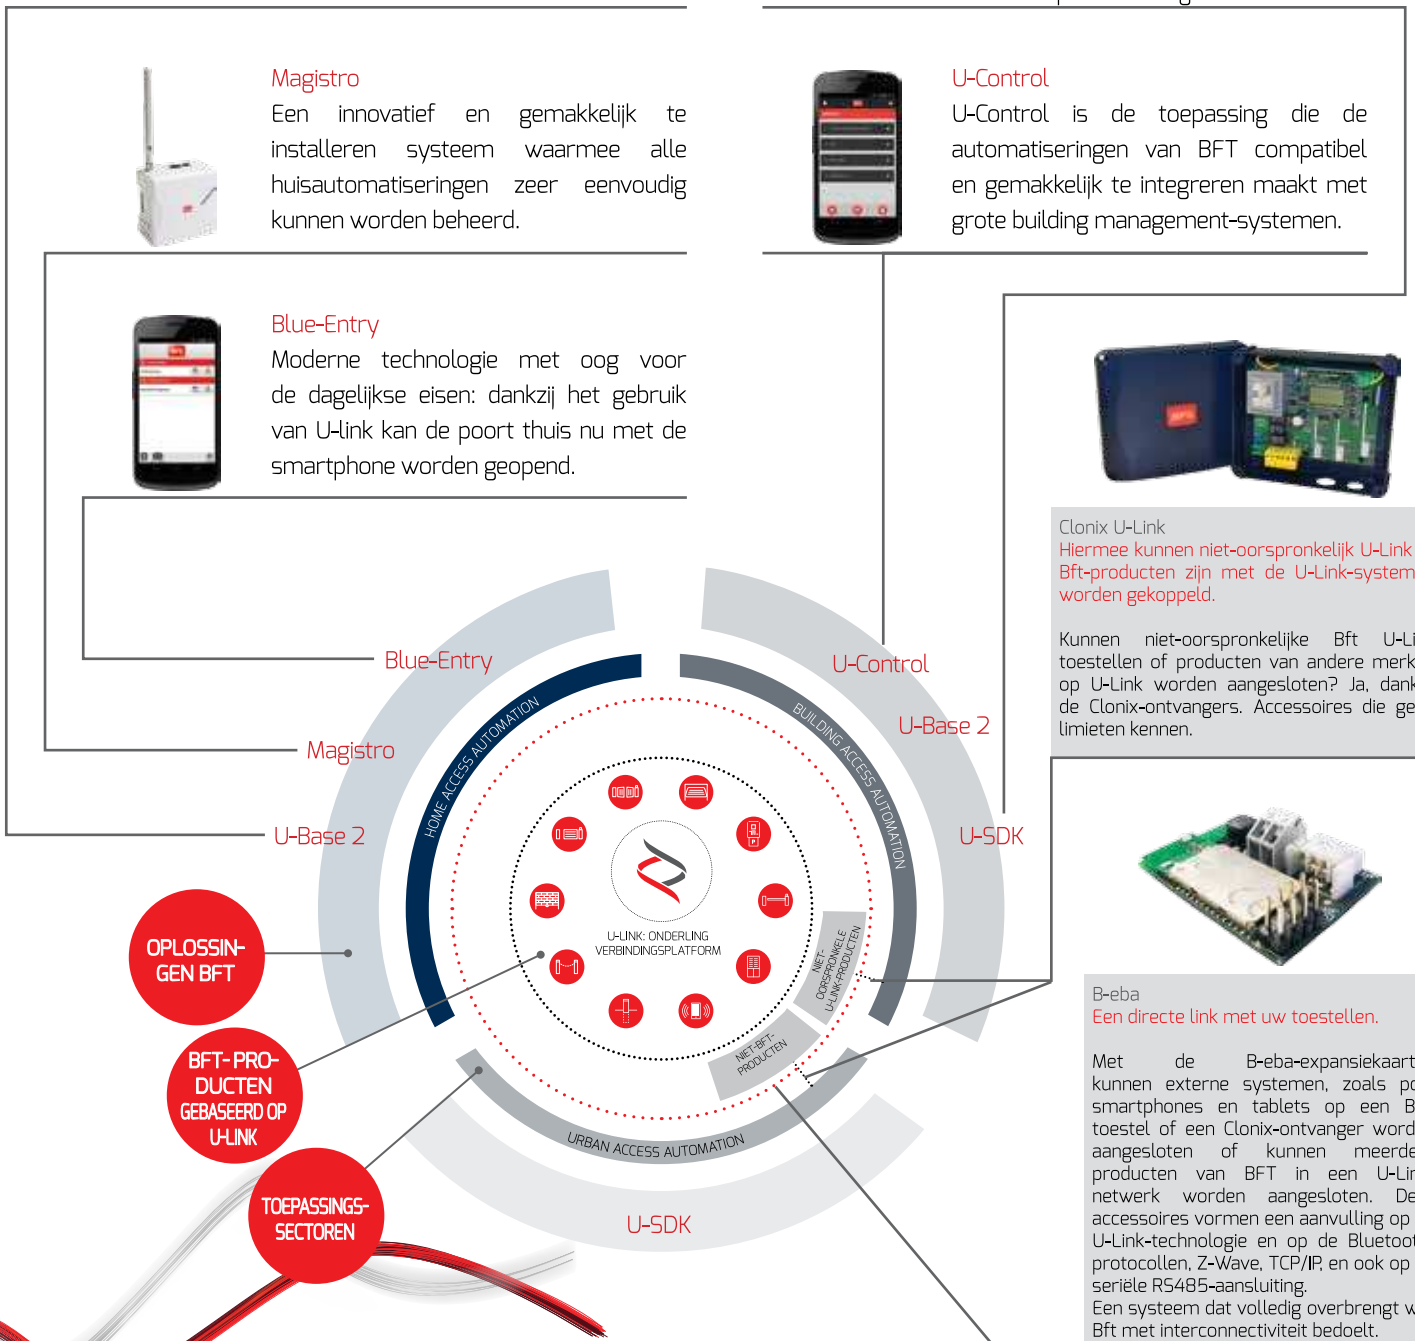 Magistro
Een innovatief en gemakkelijk te
installeren systeem waarmee alle
huisautomatiseringen zeer eenvoudig
kunnen worden beheerd.
U-Control
U-Control is de toepassing die de
automatiseringen van BFT compatibel
en gemakkelijk te integreren maakt met
grote building management-systemen.
Blue-Entry
Moderne technologie met oog voor
de dagelijkse eisen: dankzij het gebruik
van U-link kan de poort thuis nu met de
smartphone worden geopend.
Clonix U-Link
Hiermee kunnen niet-oorspronkelijk U-Link
Bft-producten zijn met de U-Link-system
worden gekoppeld.
Kunnen niet-oorspronkelijke Bft U-Li
toestellen of producten van andere merk
op U-Link worden aangesloten? Ja, dank
de Clonix-ontvangers. Accessoires die ge
limieten kennen.
B-eba
Een directe link met uw toestellen.
Met de B-eba-expansiekaart
kunnen externe systemen, zoals po
smartphones en tablets op een B
toestel of een Clonix-ontvanger word
aangesloten of kunnen meerde
producten van BFT in een U-Lin
netwerk worden aangesloten. De
accessoires vormen een aanvulling op
U-Link-technologie en op de Bluetoot
protocollen, Z-Wave, TCP/IP, en ook op
seriële RS485-aansluiting.
Een systeem dat volledig overbrengt w
Bft met interconnectiviteit bedoelt.
Blue-Entry
Magistro
U-Base 2
U-Control
U-Base 2
U-SDK
HOME ACCESS AUTOMATION
BUILDING ACCESS AUTOMATION
URBAN ACCESS AUTOMATION
U-SDK
U-LINK: ONDERLING
VERBINDINGSPLATFORM
NIET-
OORSPRONKELE
U-LINK-PRODUCTEN
NIET-BFT-
PRODUCTEN
OPLOSSIN-
GEN BFT
BFT- PRO-
DUCTEN
GEBASEERD OP
U-LINK
TOEPASSINGS-
SECTOREN